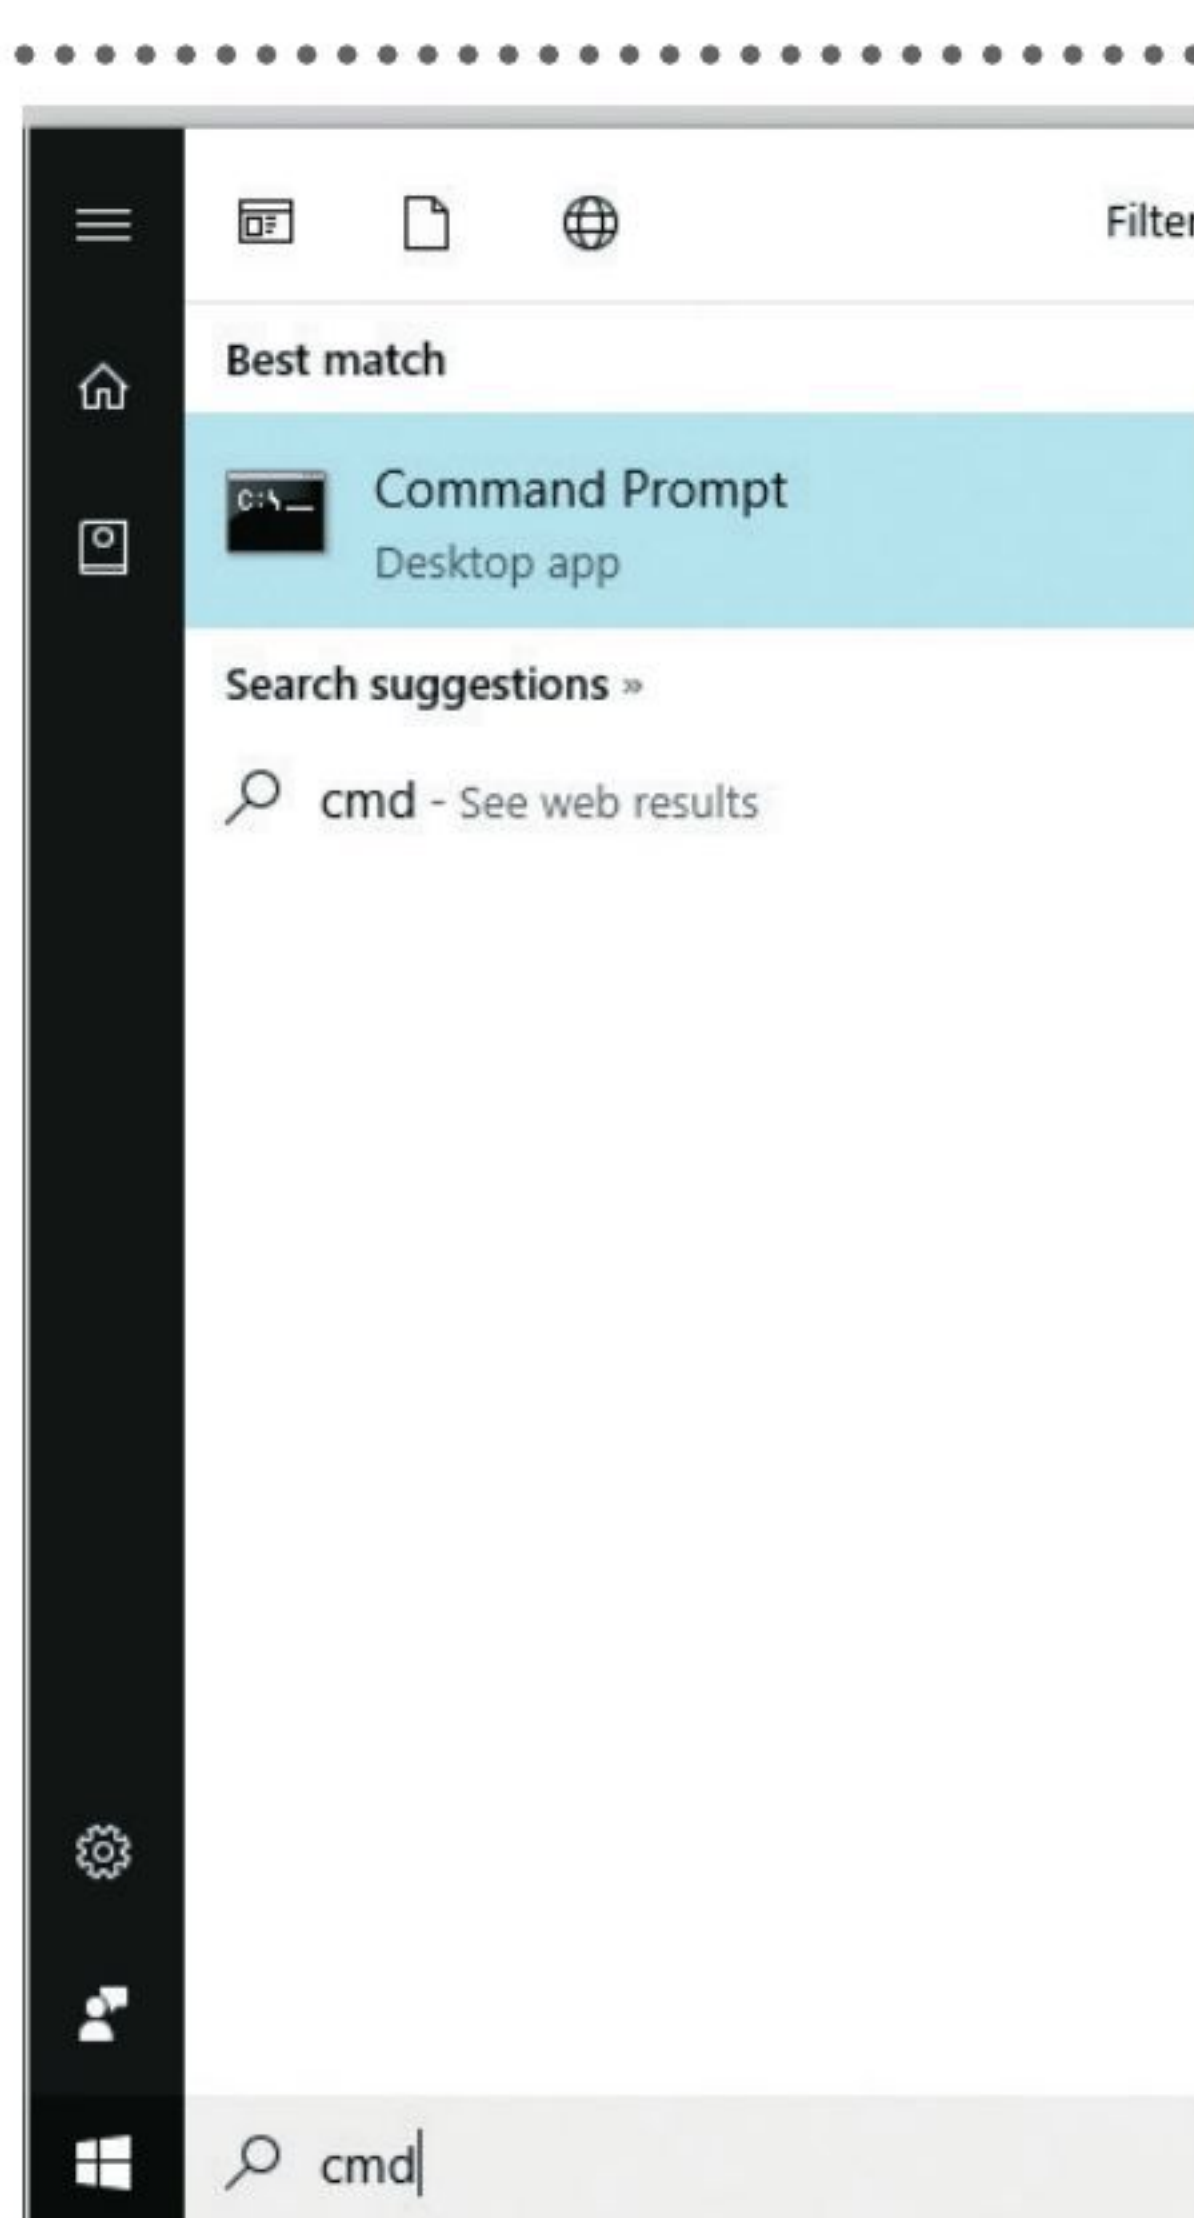 Filter
Best match
C:\_
Command Prompt
Desktop app
Search suggestions »
cmd - See web results
cmd